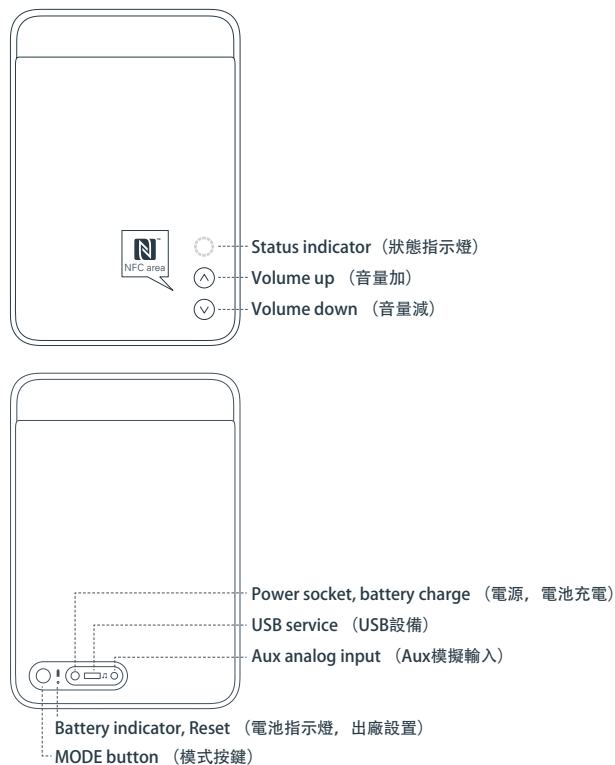 NFC area
Status indicator（狀態指示燈）
Volume up （音量加）
Volume down （音量減）
Power socket, battery charge （電源，電池充電）
USB service （USB設備）
Aux analog input （Aux模擬輸入）
Battery indicator, Reset （電池指示燈，出廠設置）
MODE button （模式按鍵）